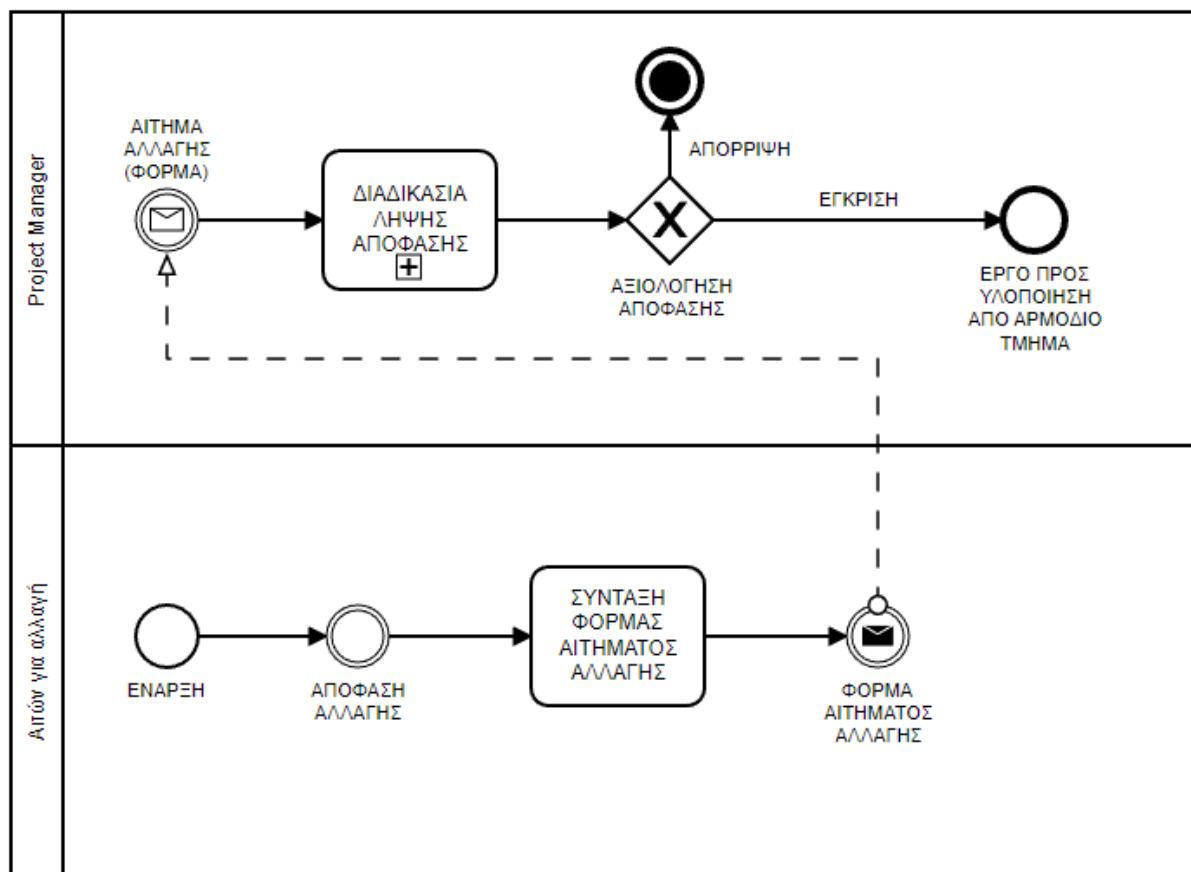 Project Manager
ΑΙΤΗΜΑ
ΑΛΛΑΓΗΣ
(ΦΟΡΜΑ)
ΔΙΑΔΙΚΑΣΙΑ
ΛΗΨΗΣ
ΑΠΟΦΑΣΗΣ
ΑΠΟΡΡΙΨΗ
ΑΞΙΟΛΟΓΗΣΗ
ΑΠΟΦΑΣΗΣ
ΕΓΚΡΙΣΗ
ΕΡΓΟ ΠΡΟΣ
ΥΛΟΠΟΙΗΣΗ
ΑΠΟ ΑΡΜΟΔΙΟ
ΤΜΗΜΑ
Αιτών για αλλαγή
ΕΝΑΡΞΗ
ΑΠΟΦΑΣΗ
ΑΛΛΑΓΗΣ
ΣΥΝΤΑΞΗ
ΦΟΡΜΑΣ
ΑΙΤΗΜΑΤΟΣ
ΑΛΛΑΓΗΣ
ΦΟΡΜΑ
ΑΙΤΗΜΑΤΟΣ
ΑΛΛΑΓΗΣ